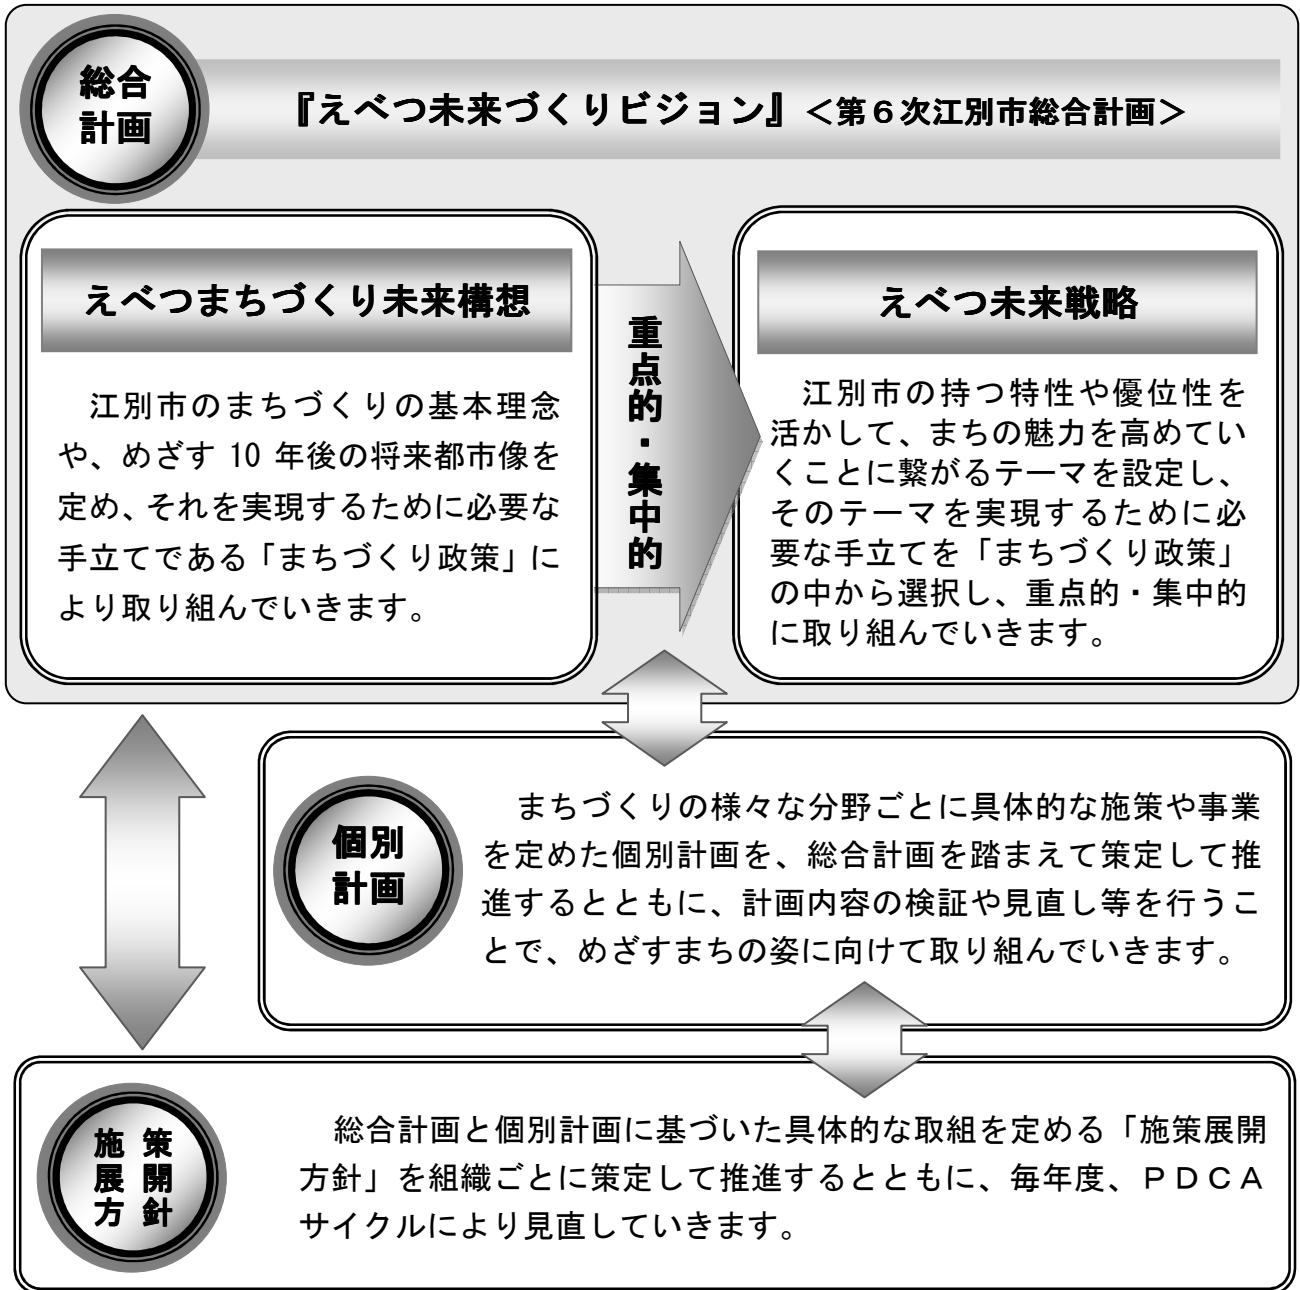 総合
計画
『えべつ未来づくりビジョン』＜第６次江別市総合計画＞
えべつまちづくり未来構想
江別市のまちづくりの基本理念
や、めざす 10 年後の将来都市像を
定め、それを実現するために必要な
手立てである「まちづくり政策」に
より取り組んでいきます。
重点的・集中的
えべつ未来戦略
江別市の持つ特性や優位性を
活かして、まちの魅力を高めてい
くことに繋がるテーマを設定し、
そのテーマを実現するために必
要な手立てを「まちづくり政策」
の中から選択し、重点的・集中的
に取り組んでいきます。
個別
計画
まちづくりの様々な分野ごとに具体的な施策や事業
を定めた個別計画を、総合計画を踏まえて策定して推
進するとともに、計画内容の検証や見直し等を行うこ
とで、めざすまちの姿に向けて取り組んでいきます。
施策
展開
方針
総合計画と個別計画に基づいた具体的な取組を定める「施策展開
方針」を組織ごとに策定して推進するとともに、毎年度、ＰＤＣＡ
サイクルにより見直していきます。